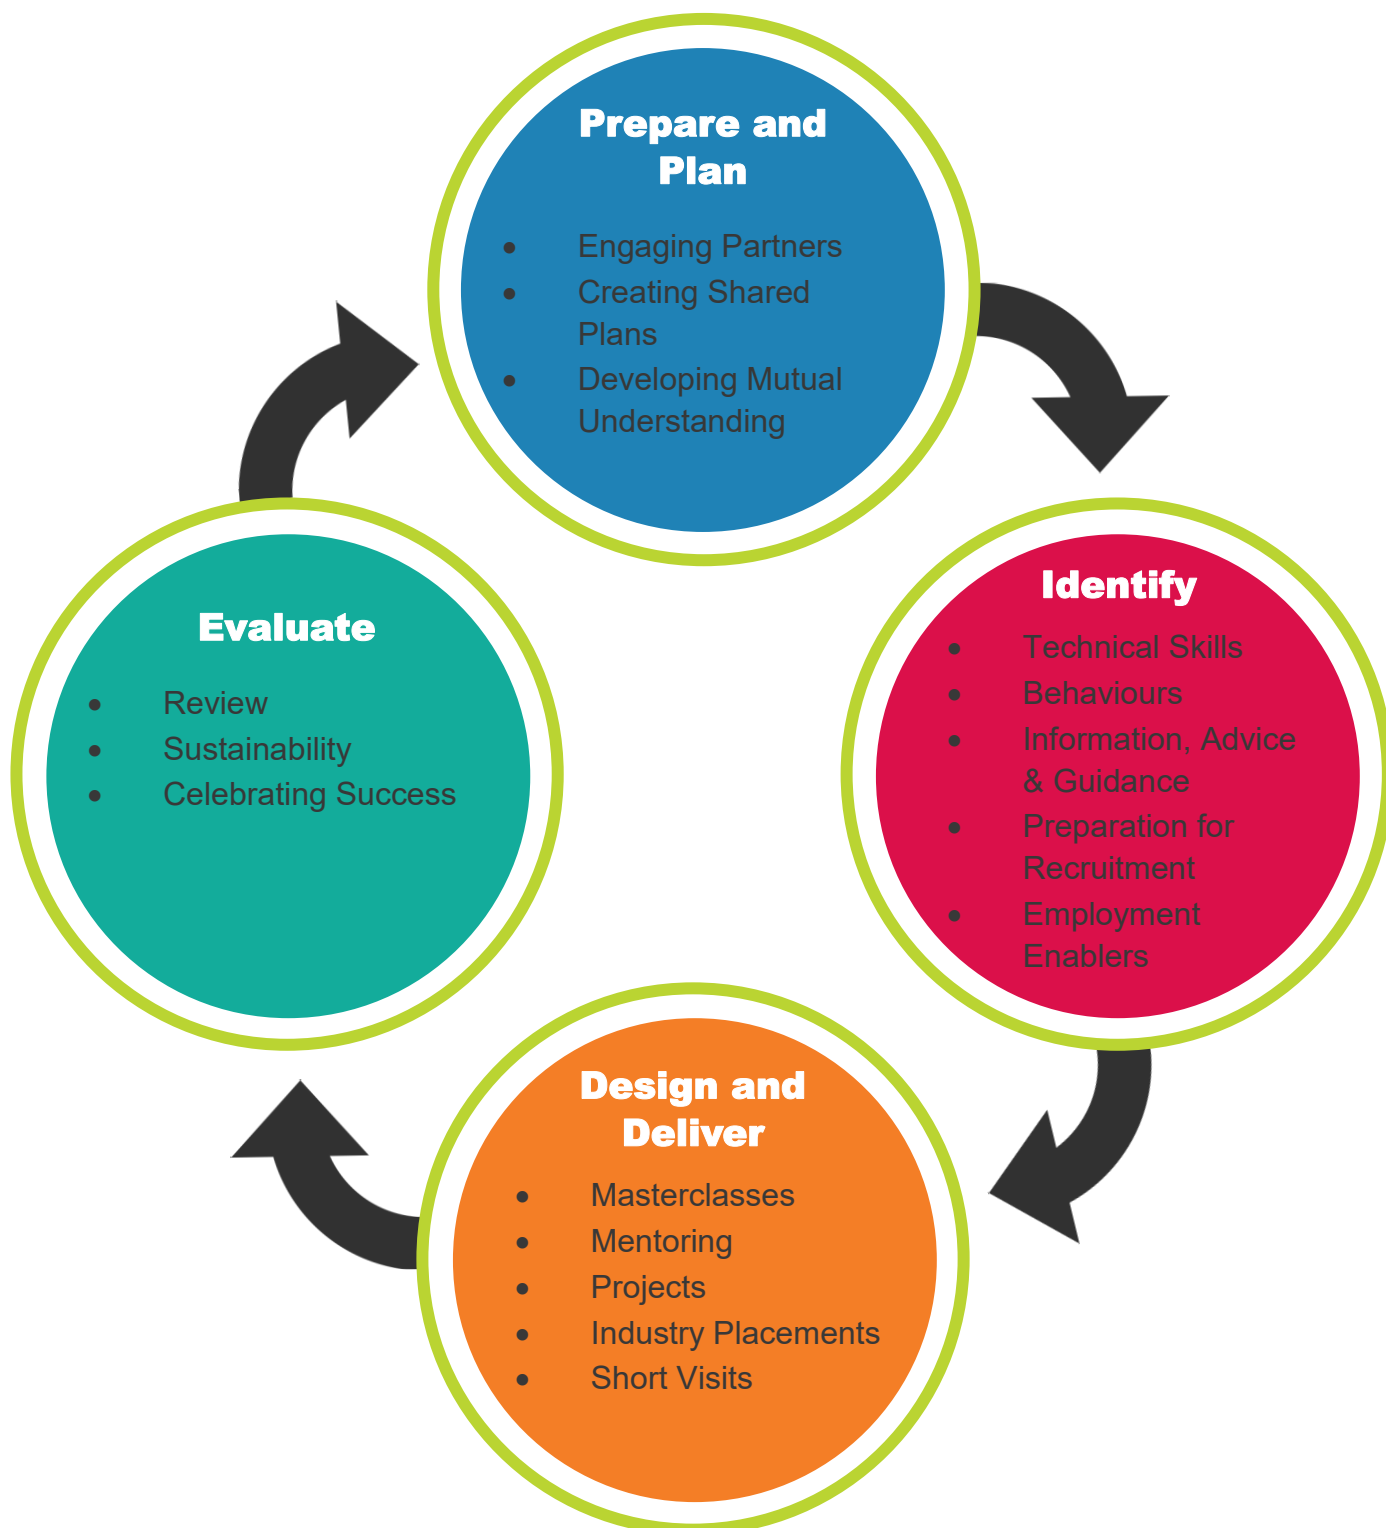 Prepare and
Plan
• Engaging Partners
• Creating Shared
Plans
• Developing Mutual
Understanding
Identify
• Technical Skills
• Behaviours
• Information, Advice
& Guidance
• Preparation for
Recruitment
• Employment
Enablers
Design and
Deliver
• Masterclasses
• Mentoring
• Projects
• Industry Placements
• Short Visits
Evaluate
• Review
• Sustainability
• Celebrating Success